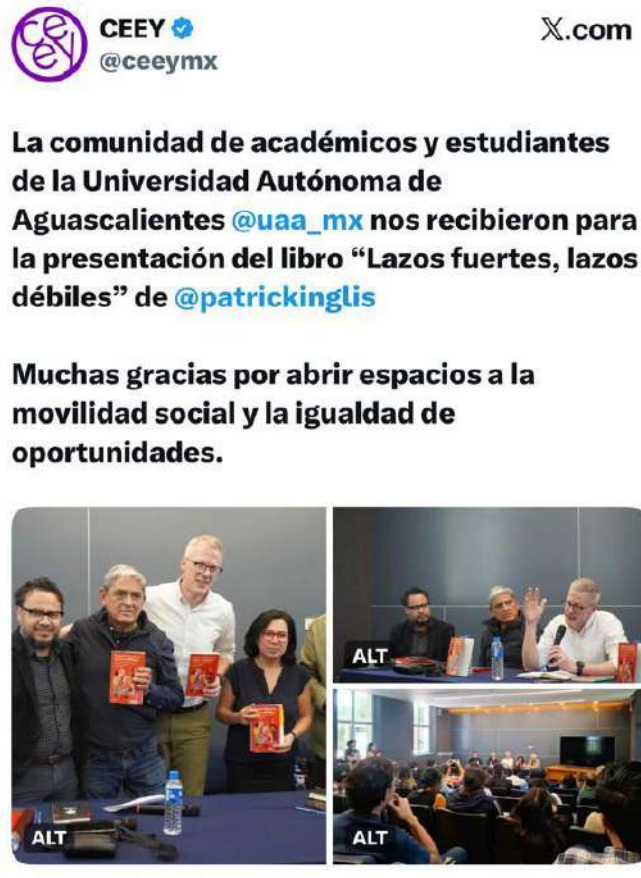 CEEY
@ceeymx
X.com
La comunidad de académicos y estudiantes
de la Universidad Autónoma de
Aguascalientes @uaa_mx nos recibieron para
la presentación del libro “Lazos fuertes, lazos
débiles” de @patrickinglis
Muchas gracias por abrir espacios a la
movilidad social y la igualdad de
oportunidades.
ALT
ALT
ALT